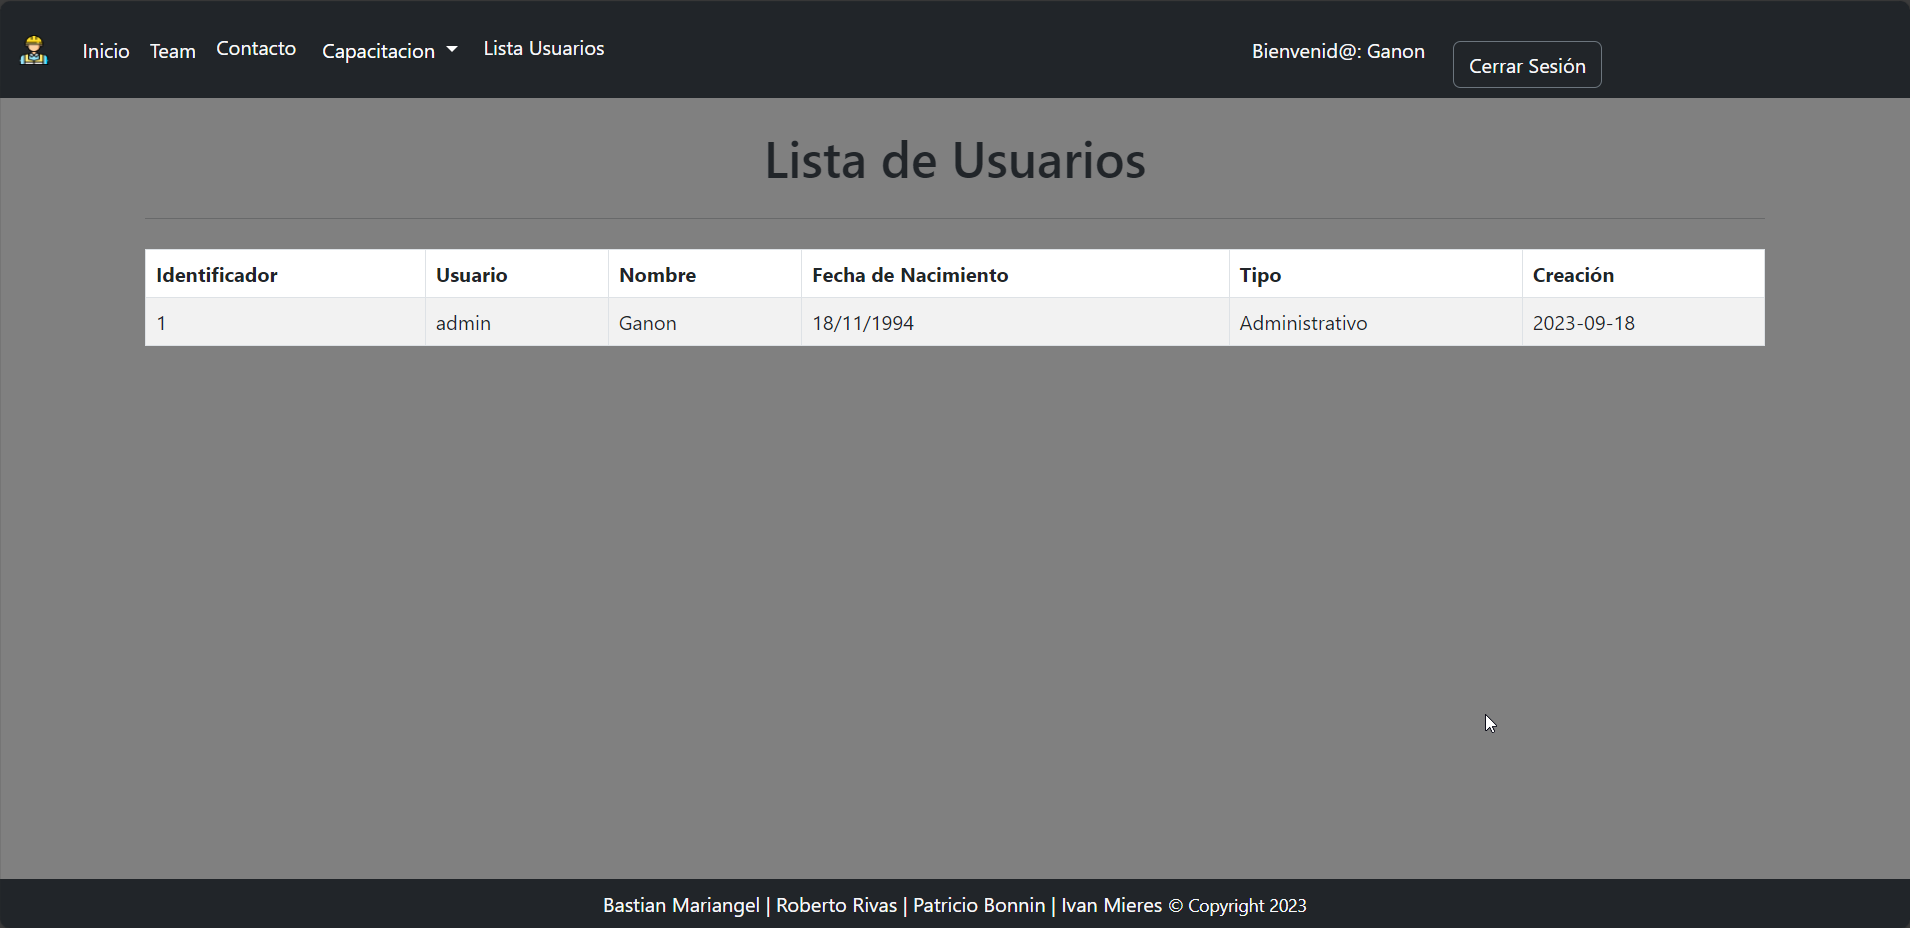 Inicio Team Contacto Capacitacion Lista Usuarios Bienvenid@: Ganon Cerrar Sesión
Lista de Usuarios
Identificador Usuario Nombre Fecha de Nacimiento Tipo Creación
1 admin Ganon 18/11/1994 Administrativo 2023-09-18
Bastian Mariangel | Roberto Rivas | Patricio Bonnin | Ivan Mieres © Copyright 2023